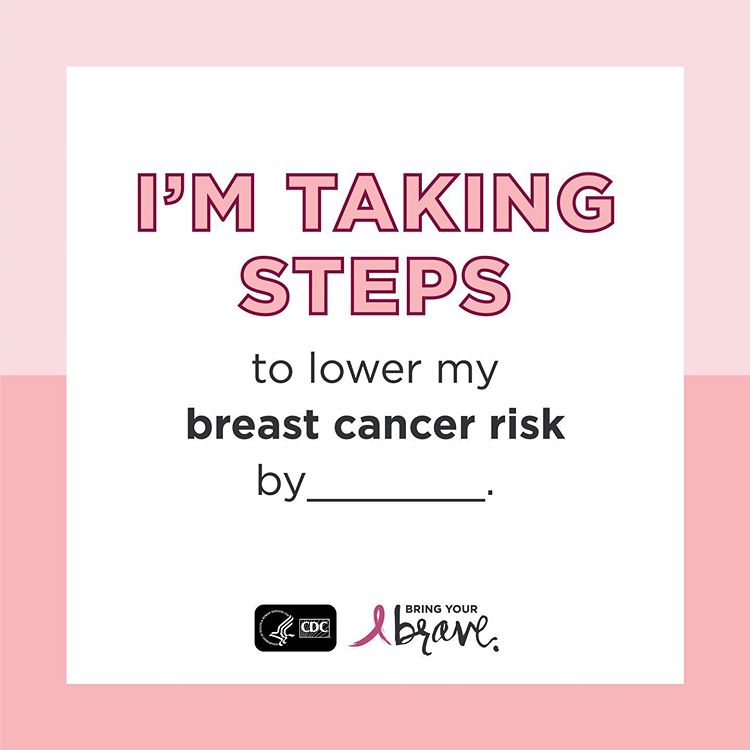 I'M TAKING
STEPS
to lower my
breast cancer risk
by________.
CDC
BRING YOUR
brave.